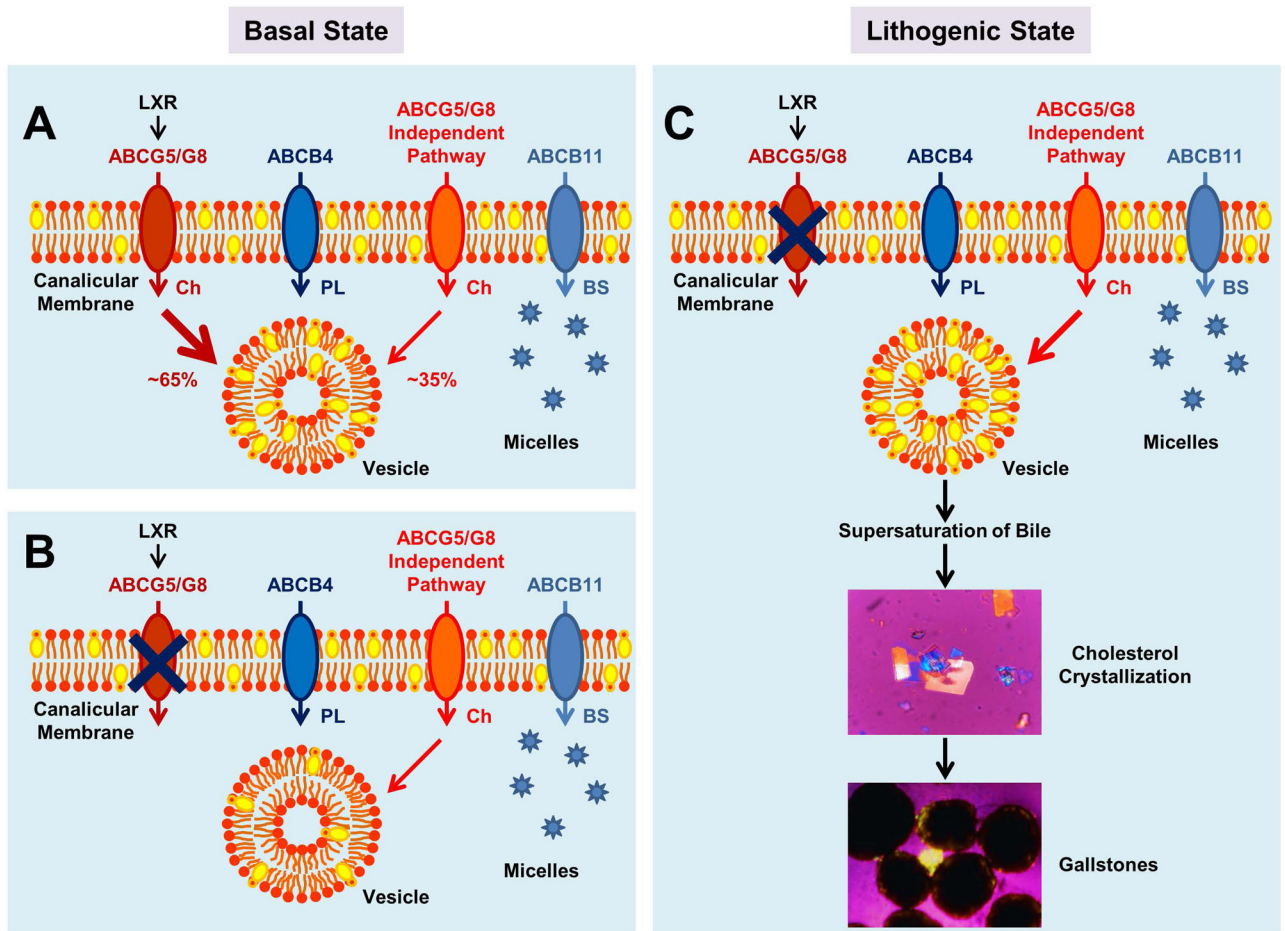 Basal State
Lithogenic State
A
LXR
ABCG5/G8
ABCB4
ABCG5/G8
Independent
Pathway
ABCB11
Canalicular
Membrane
Ch
PL
Ch
BS
~65%
~35%
Micelles
Vesicle
B
LXR
ABCG5/G8
ABCB4
ABCG5/G8
Independent
Pathway
ABCB11
Canalicular
Membrane
PL
Ch
BS
Micelles
Vesicle
C
LXR
ABCG5/G8
ABCB4
ABCG5/G8
Independent
Pathway
ABCB11
Canalicular
Membrane
PL
Ch
BS
Micelles
Vesicle
Supersaturation of Bile
Cholesterol
Crystallization
Gallstones